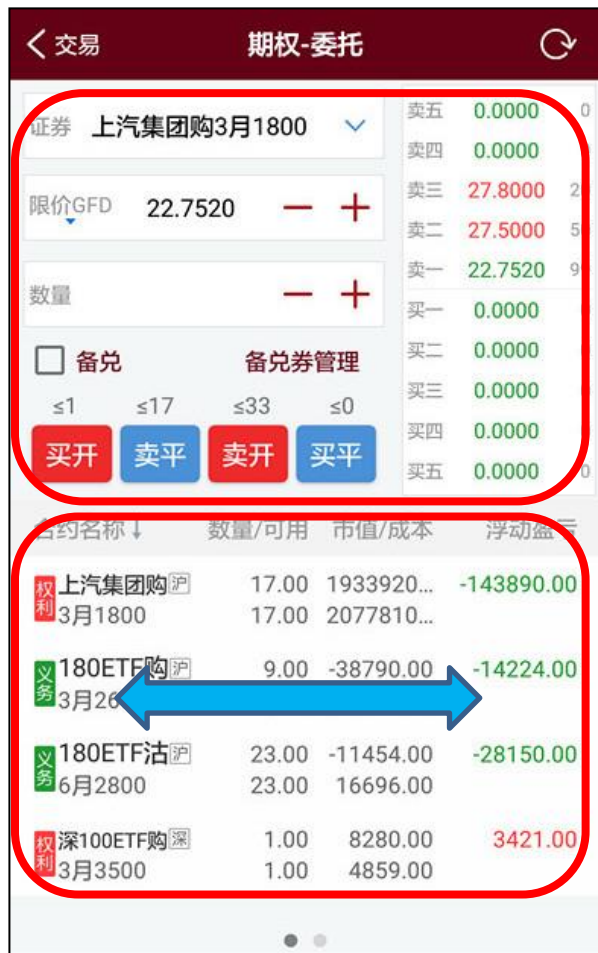 交易
期权-委托
证券 上汽集团购3月1800
限价GFD 22.7520
数量
备兑 备兑券管理
≤1 ≤17 ≤33 ≤0
买开 卖平 卖开 买平
卖五 0.0000 0
卖四 0.0000
卖三 27.8000 2
卖二 27.5000 5
卖一 22.7520 9
买一 0.0000
买二 0.0000
买三 0.0000
买四 0.0000
买五 0.0000 0
合约名称↓ 数量/可用 市值/成本 浮动盈亏
权利 上汽集团购 沪 17.00 1933920... -143890.00
3月1800 17.00 2077810...
义务 180ETF购 沪 9.00 -38790.00 -14224.00
3月26
义务 180ETF沽 沪 23.00 -11454.00 -28150.00
6月2800 23.00 16696.00
权利 深100ETF购 深 1.00 8280.00 3421.00
3月3500 1.00 4859.00